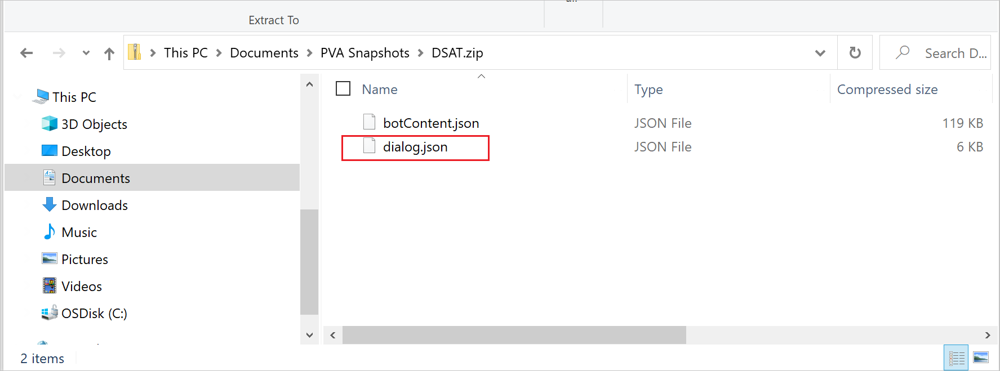 Extract To
This PC > Documents > PVA Snapshots > DSAT.zip
Search D...
Name Type Compressed size
botContent.json JSON File 119 KB
dialog.json JSON File 6 KB
This PC
3D Objects
Desktop
Documents
Downloads
Music
Pictures
Videos
OSDisk (C:)
2 items